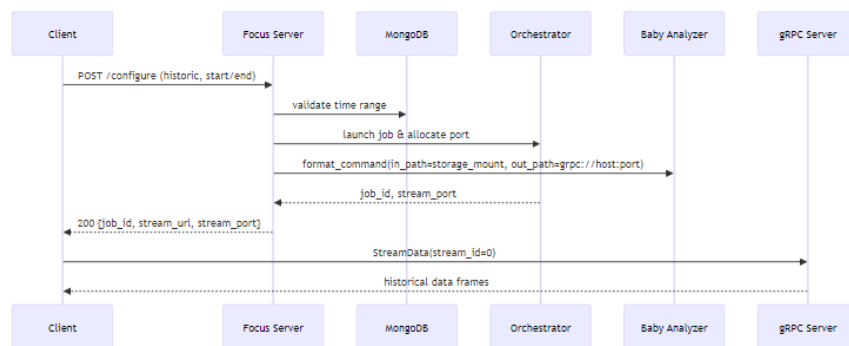 Client Focus Server MongoDB Orchestrator Baby Analyzer gRPC Server
POST /configure (historic, start/end)
validate time range
launch job & allocate port
format_command(in_path=storage_mount, out_path=grpc://host:port)
job_id, stream_port
200 {job_id, stream_url, stream_port}
StreamData(stream_id=0)
historical data frames
Client Focus Server MongoDB Orchestrator Baby Analyzer gRPC Server